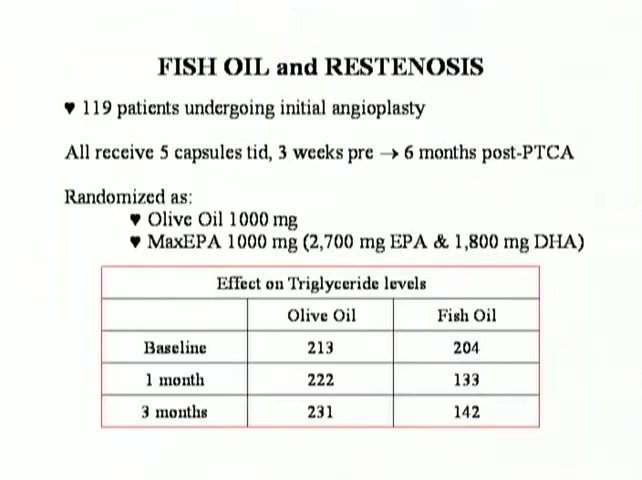 FISH OIL and RESTENOSIS
♥ 119 patients undergoing initial angioplasty
All receive 5 capsules tid, 3 weeks pre → 6 months post-PTCA
Randomized as:
♥ Olive Oil 1000 mg
♥ MaxEPA 1000 mg (2,700 mg EPA & 1,800 mg DHA)
Effect on Triglyceride levels
Olive Oil Fish Oil
Baseline 213 204
1 month 222 133
3 months 231 142